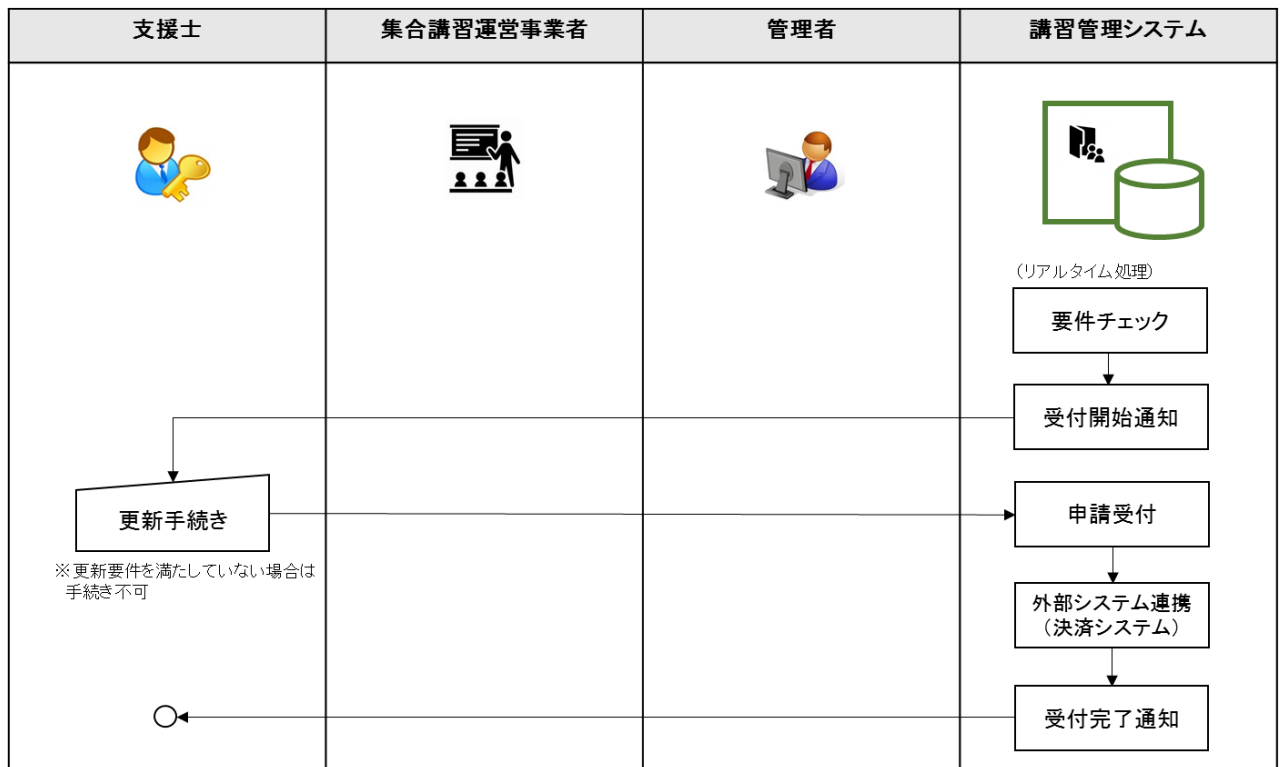 支援士
集合講習運営事業者
管理者
講習管理システム
(リアルタイム処理)
要件チェック
受付開始通知
更新手続き
申請受付
※更新要件を満たしていない場合は
手続き不可
外部システム連携
(決済システム)
受付完了通知